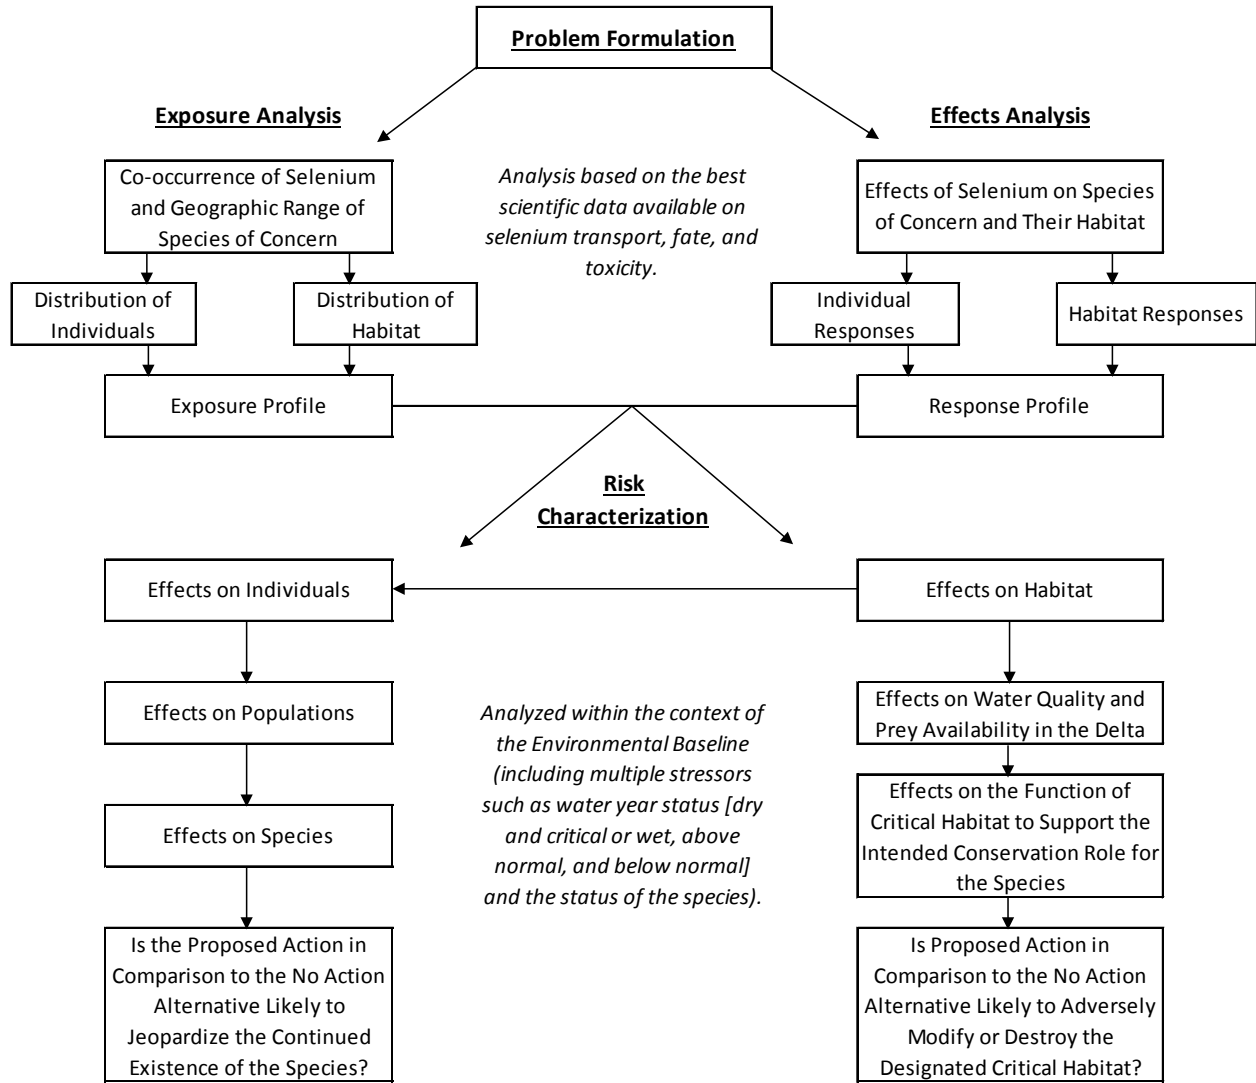 Problem Formulation
Exposure Analysis
Effects Analysis
Co-occurrence of Selenium
and Geographic Range of
Species of Concern
Analysis based on the best
scientific data available on
selenium transport, fate, and
toxicity.
Effects of Selenium on Species
of Concern and Their Habitat
Distribution of
Individuals
Distribution of
Habitat
Individual
Responses
Habitat Responses
Exposure Profile
Response Profile
Risk
Characterization
Effects on Individuals
Effects on Habitat
Effects on Populations
Effects on Species
Is the Proposed Action in
Comparison to the No Action
Alternative Likely to
Jeopardize the Continued
Existence of the Species?
Analyzed within the context of
the Environmental Baseline
(including multiple stressors
such as water year status [dry
and critical or wet, above
normal, and below normal]
and the status of the species).
Effects on Water Quality and
Prey Availability in the Delta
Effects on the Function of
Critical Habitat to Support the
Intended Conservation Role for
the Species
Is Proposed Action in
Comparison to the No Action
Alternative Likely to Adversely
Modify or Destroy the
Designated Critical Habitat?